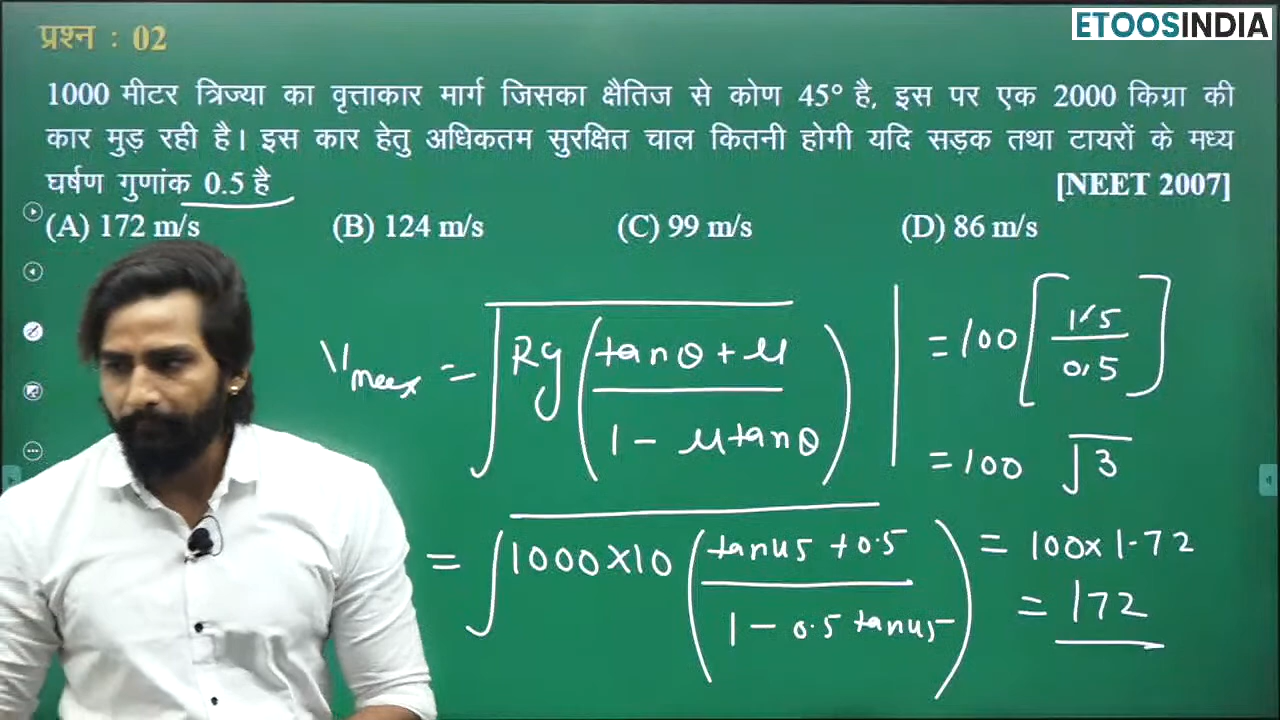 ETOOSINDIA
प्रश्न : 02
1000 मीटर त्रिज्या का वृत्ताकार मार्ग जिसका क्षैतिज से कोण 45° है, इस पर एक 2000 किग्रा की
कार मुड़ रही है। इस कार हेतु अधिकतम सुरक्षित चाल कितनी होगी यदि सड़क तथा टायरों के मध्य
घर्षण गुणांक 0.5 है [NEET 2007]
(A) 172 m/s (B) 124 m/s (C) 99 m/s (D) 86 m/s
Vmax = √(Rg((tanθ + μ)/(1 - μtanθ)))
= √(1000×10((tan45 + 0.5)/(1 - 0.5 tan45)))
= 100[1.5/0.5]
= 100 √3
= 100×1.72
= 172